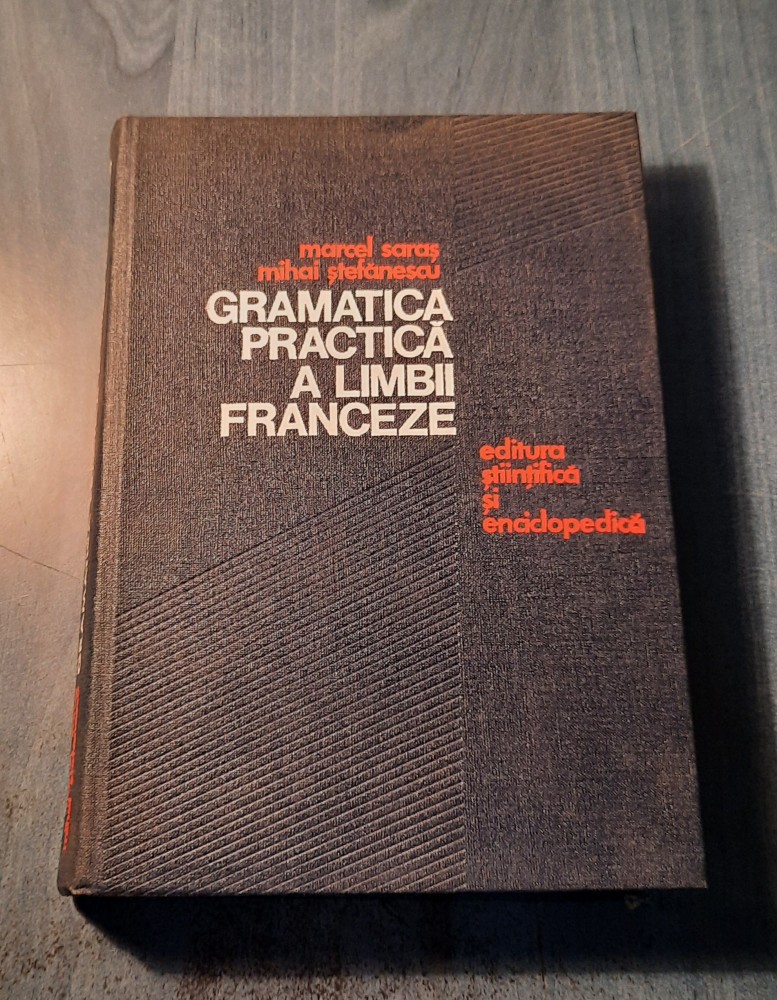 marcel saraș
mihai ștefănescu
GRAMATICA
PRACTICĂ
A LIMBII
FRANCEZE
editura
științifică
și
enciclopedică